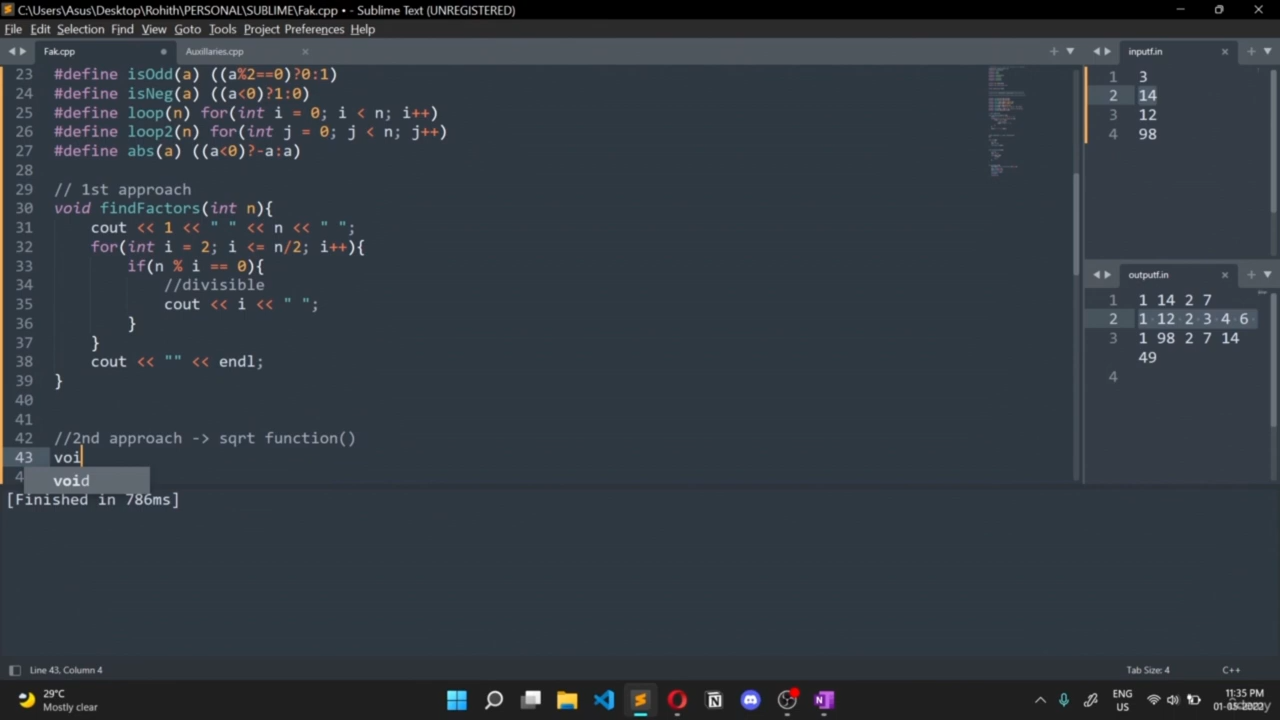 C:\Users\Asus\Desktop\Rohith\PERSONAL\SUBLIME\Fak.cpp • - Sublime Text (UNREGISTERED)
File Edit Selection Find View Goto Tools Project Preferences Help
Fak.cpp
Auxillaries.cpp
23 #define isOdd(a) ((a%2==0)?0:1)
24 #define isNeg(a) ((a<0)?1:0)
25 #define loop(n) for(int i = 0; i < n; i++)
26 #define loop2(n) for(int j = 0; j < n; j++)
27 #define abs(a) ((a<0)?-a:a)
28
29 // 1st approach
30 void findFactors(int n){
31 cout << 1 << " " << n << " ";
32 for(int i = 2; i <= n/2; i++){
33 if(n % i == 0){
34 //divisible
35 cout << i << " ";
36 }
37 }
38 cout << "" << endl;
39 }
40
41
42 //2nd approach -> sqrt function()
43 voi
4
void
[Finished in 786ms]
inputf.in
1 3
2 14
3 12
4 98
outputf.in
1 1 14 2 7
2 1 12 2 3 4 6
3 1 98 2 7 14
49
4
Line 43, Column 4
Tab Size: 4
C++
29°C
Mostly clear
ENG
US
11:35 PM
01-05-2022